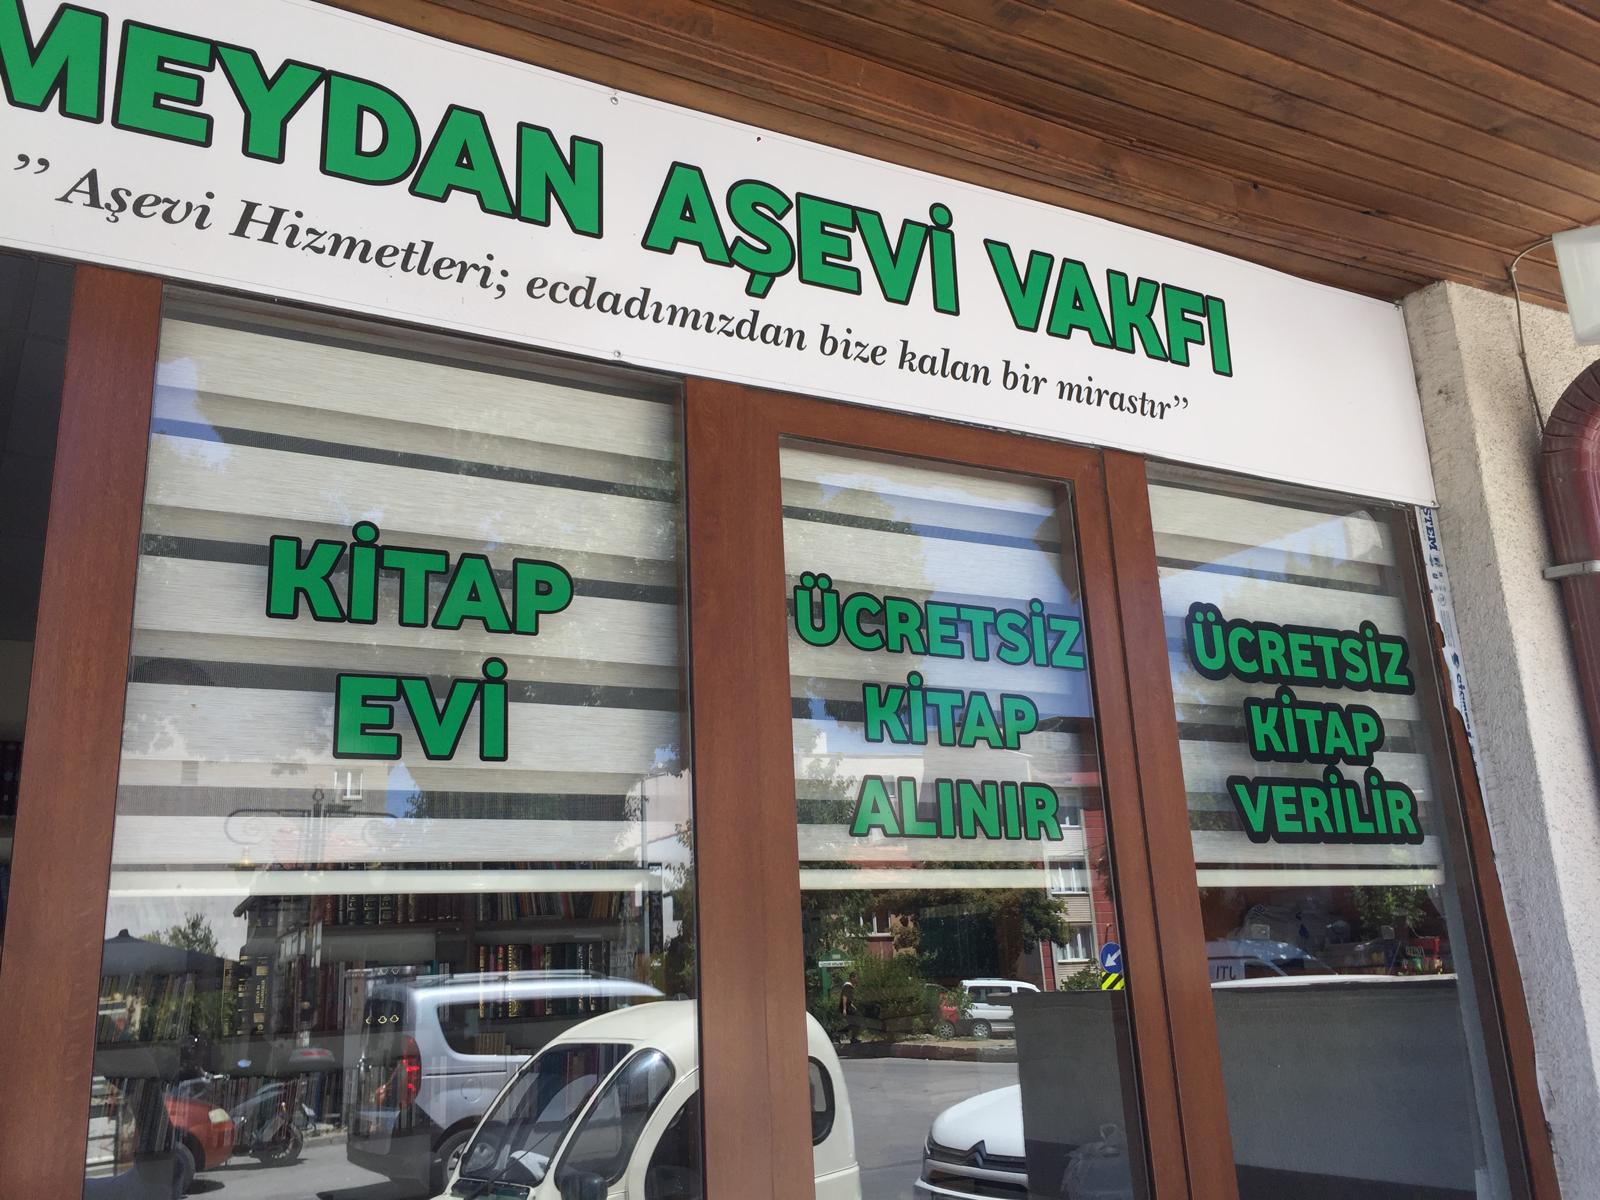 MEYDAN AŞEVİ VAKFI
” Aşevi Hizmetleri; ecdadımızdan bize kalan bir mirastır”
KİTAP
EVİ
ÜCRETSİZ
KİTAP
ALINIR
ÜCRETSİZ
KİTAP
VERİLİR